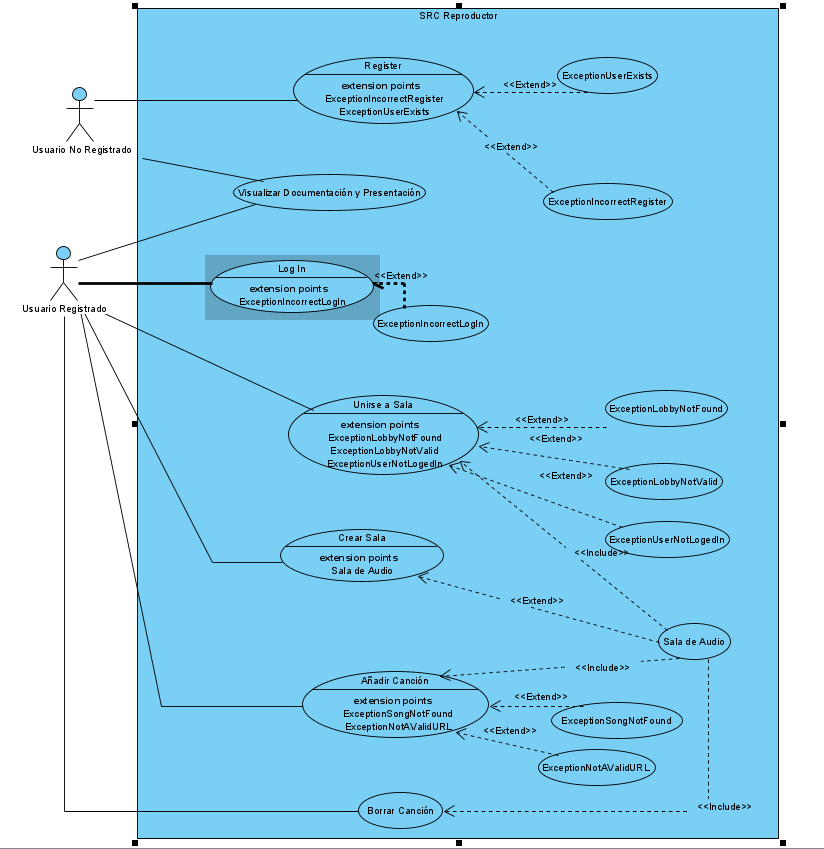 SRC Reproductor
Register
extension points
ExceptionIncorrectRegister
ExceptionUserExists
<<Extend>>
ExceptionUserExists
<<Extend>>
ExceptionIncorrectRegister
Usuario No Registrado
Visualizar Documentación y Presentación
Log In
extension points
ExceptionIncorrectLogIn
<<Extend>>
ExceptionIncorrectLogIn
Usuario Registrado
Unirse a Sala
extension points
ExceptionLobbyNotFound
ExceptionLobbyNotValid
ExceptionUserNotLogedIn
<<Extend>>
ExceptionLobbyNotFound
<<Extend>>
ExceptionLobbyNotValid
<<Extend>>
ExceptionUserNotLogedIn
<<Include>>
Crear Sala
extension points
Sala de Audio
<<Extend>>
Sala de Audio
<<Include>>
Añadir Canción
extension points
ExceptionSongNotFound
ExceptionNotAValidURL
<<Extend>>
ExceptionSongNotFound
<<Extend>>
ExceptionNotAValidURL
Borrar Canción
<<Include>>